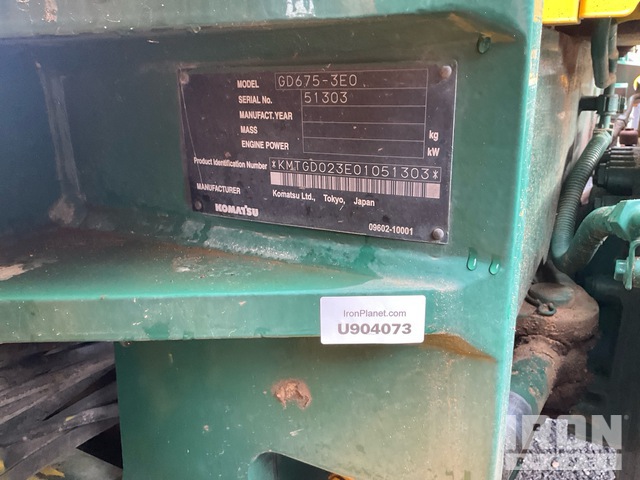 MODEL GD675-3E0
SERIAL No. 51303
MANUFACT.YEAR
MASS kg
ENGINE POWER kW
Product Identification Number *KMTGD023E01051303*
MANUFACTURER Komatsu Ltd., Tokyo, Japan
KOMATSU
09602-10001
IronPlanet.com
U904073
IRON